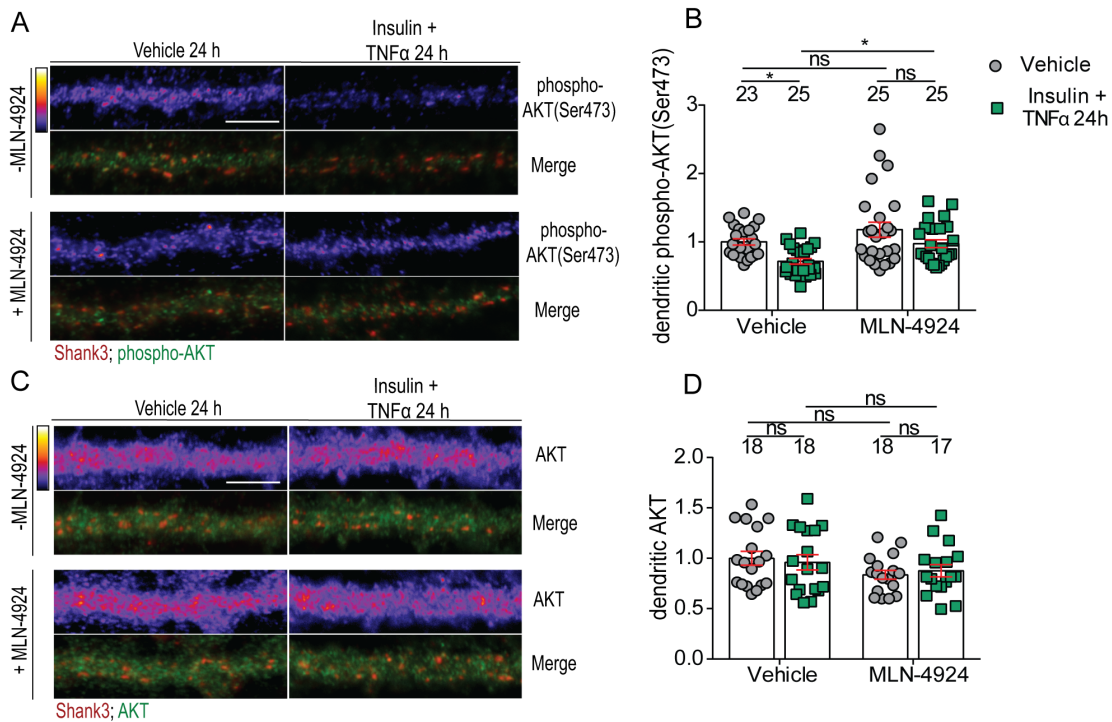 A
Vehicle 24 h
Insulin +
TNFα 24 h
-MLN-4924
phospho-
AKT(Ser473)
Merge
+ MLN-4924
phospho-
AKT(Ser473)
Merge
Shank3; phospho-AKT
B
*
ns
*
ns
23
25
25
25
Vehicle
Insulin +
TNFα 24h
dendritic phospho-AKT(Ser473)
3
2
1
0
Vehicle
MLN-4924
C
Vehicle 24 h
Insulin +
TNFα 24 h
-MLN-4924
AKT
Merge
+ MLN-4924
AKT
Merge
Shank3; AKT
D
ns
ns
ns
ns
18
18
18
17
dendritic AKT
2.0
1.5
1.0
0.5
0.0
Vehicle
MLN-4924